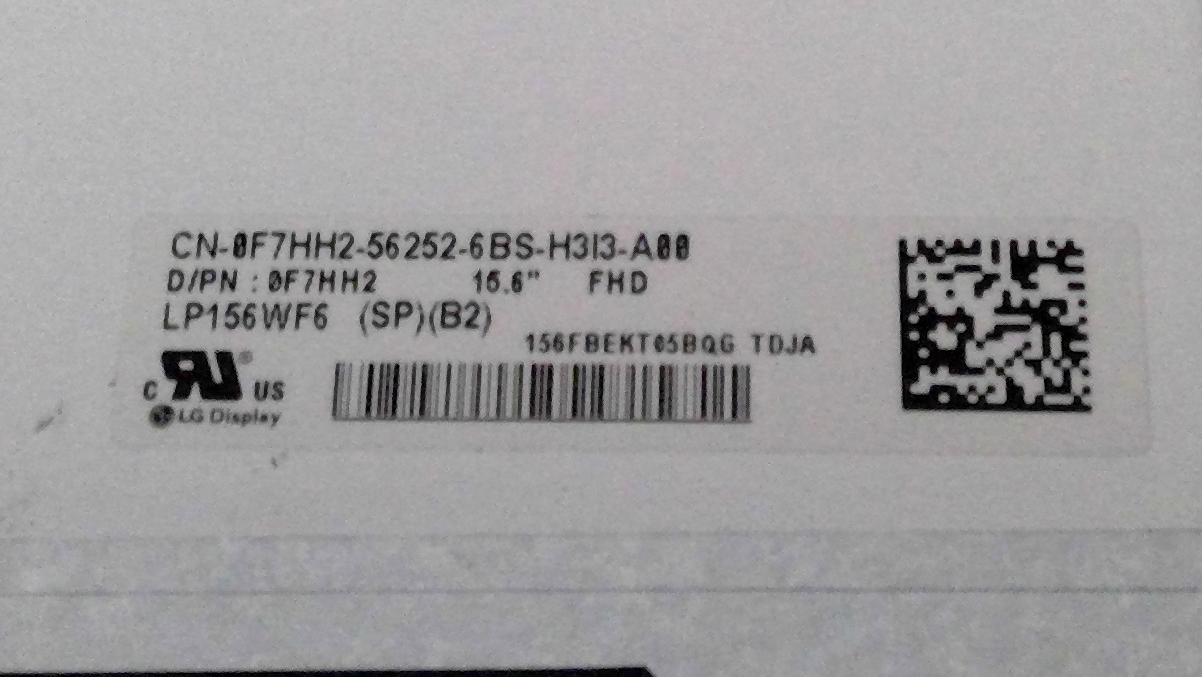 CN-0F7HH2-56252-6BS-H3I3-A00
D/PN : 0F7HH2 15.6" FHD
LP156WF6 (SP)(B2)
156FBEKT05BQG TDJA
C RU® US
LG Display